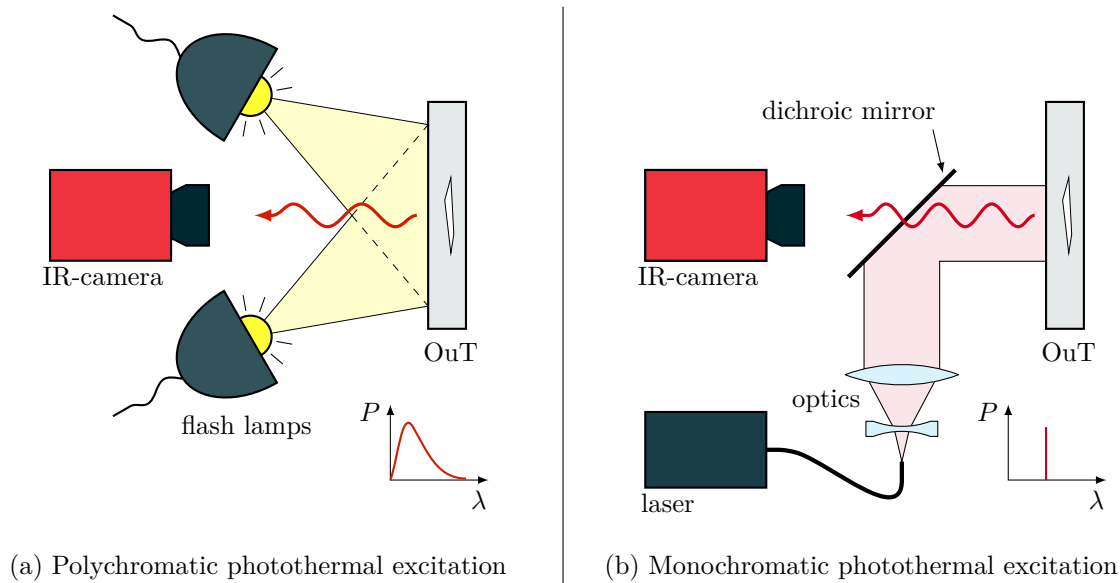 IR-camera
OuT
flash lamps
P
λ
(a) Polychromatic photothermal excitation
dichroic mirror
IR-camera
OuT
optics
laser
P
λ
(b) Monochromatic photothermal excitation